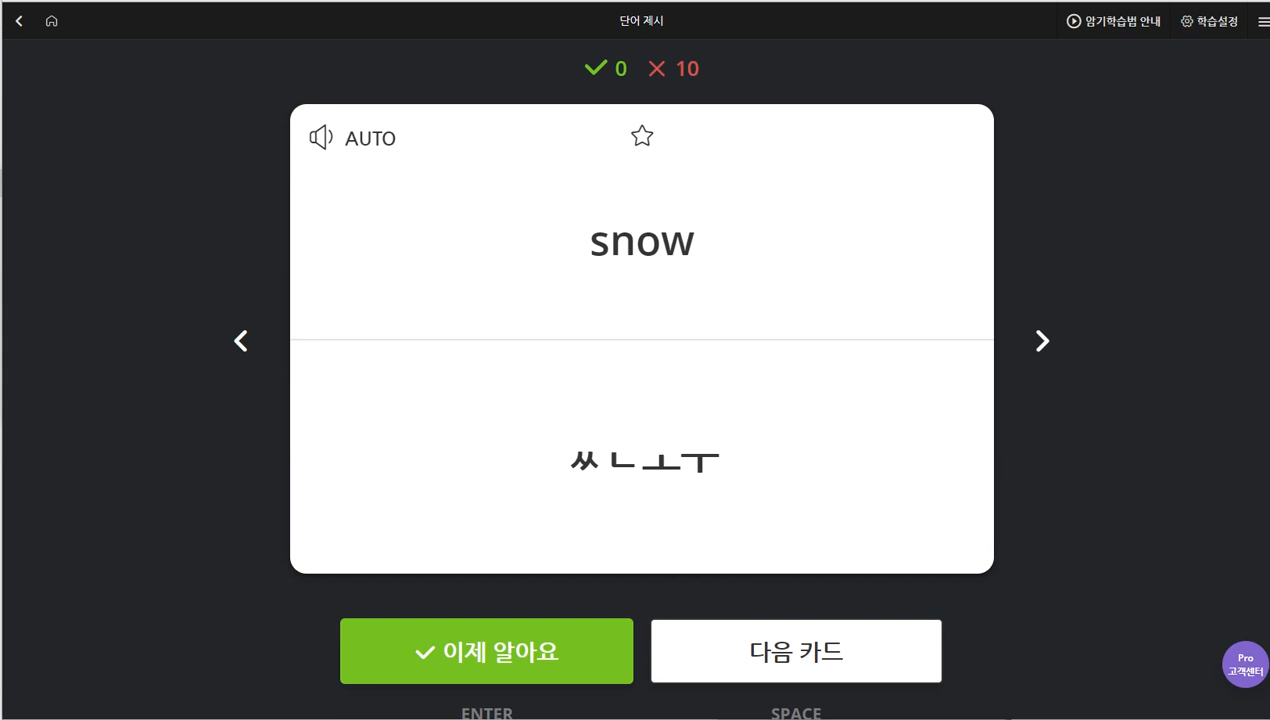 단어 제시
암기학습법 안내
학습설정
0
10
AUTO
snow
ㅆㄴㅗㅜ
이제 알아요
다음 카드
ENTER
SPACE
Pro
고객센터